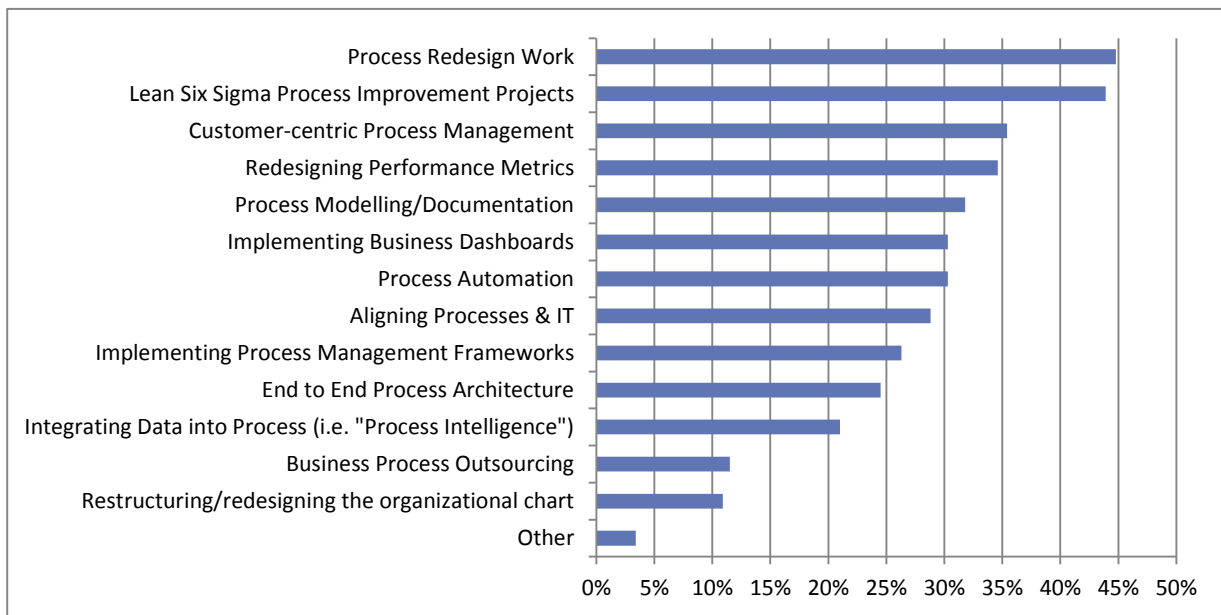 Process Redesign Work
Lean Six Sigma Process Improvement Projects
Customer-centric Process Management
Redesigning Performance Metrics
Process Modelling/Documentation
Implementing Business Dashboards
Process Automation
Aligning Processes & IT
Implementing Process Management Frameworks
End to End Process Architecture
Integrating Data into Process (i.e. "Process Intelligence")
Business Process Outsourcing
Restructuring/redesigning the organizational chart
Other
0% 5% 10% 15% 20% 25% 30% 35% 40% 45% 50%